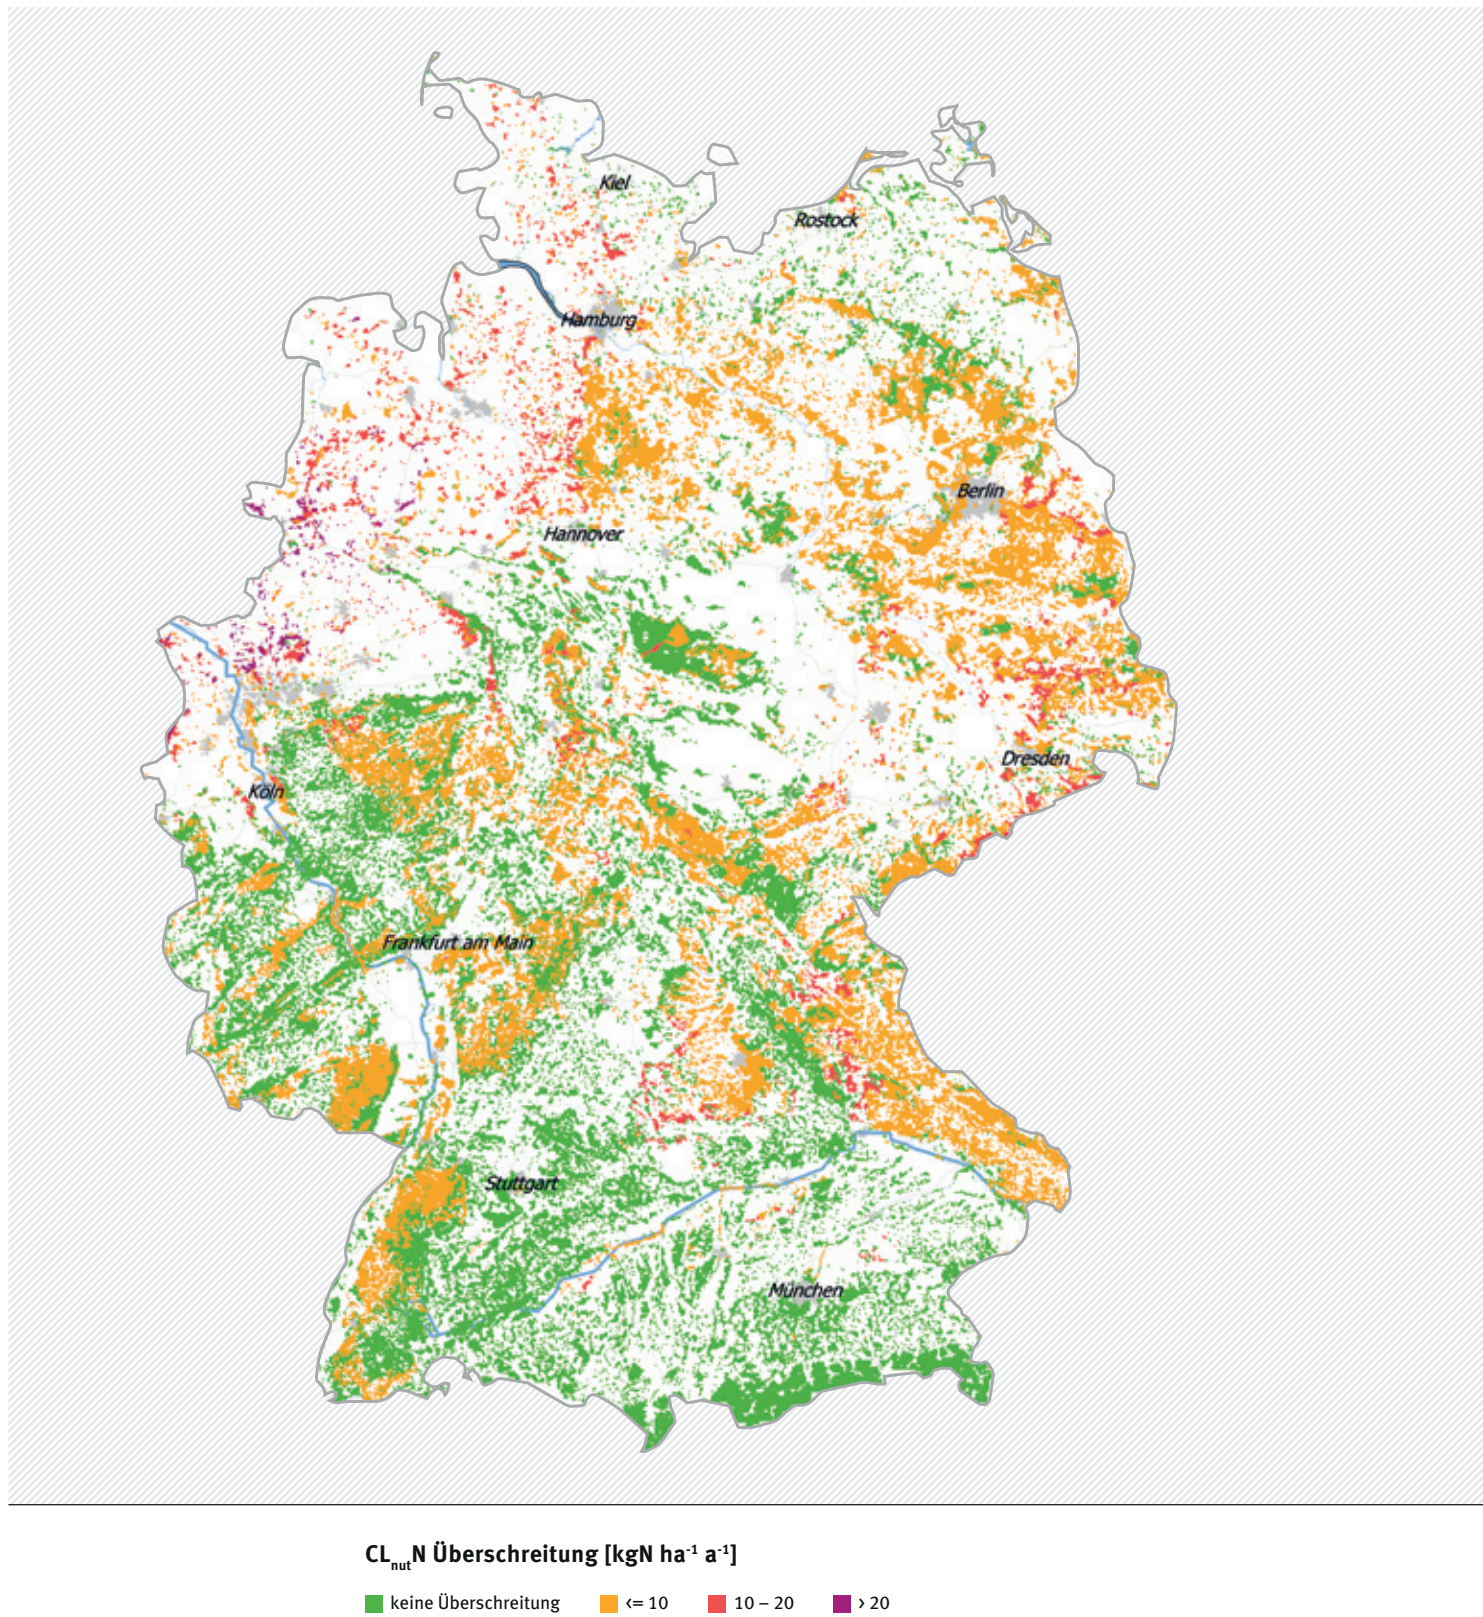 Kiel
Rostock
Hamburg
Berlin
Hannover
Dresden
Köln
Frankfurt am Main
Stuttgart
München
CLnutN Überschreitung [kgN ha-1 a-1]
keine Überschreitung <= 10 10 – 20 > 20